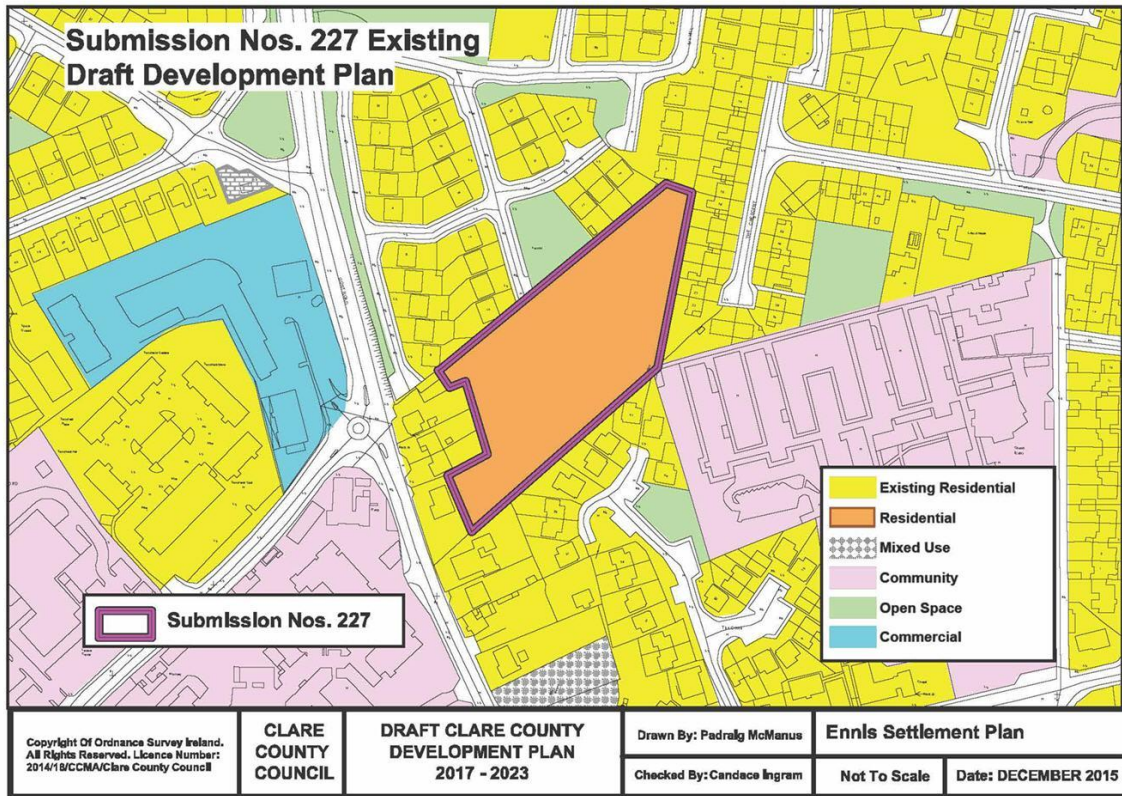 Submission Nos. 227 Existing
Draft Development Plan
Existing Residential
Residential
Mixed Use
Community
Open Space
Commercial
Submission Nos. 227
Copyright Of Ordnance Survey Ireland.
All Rights Reserved. Licence Number:
2014/18/CCMA/Clare County Council
CLARE
COUNTY
COUNCIL
DRAFT CLARE COUNTY
DEVELOPMENT PLAN
2017 - 2023
Drawn By: Padraig McManus
Checked By: Candace Ingram
Ennis Settlement Plan
Not To Scale
Date: DECEMBER 2015